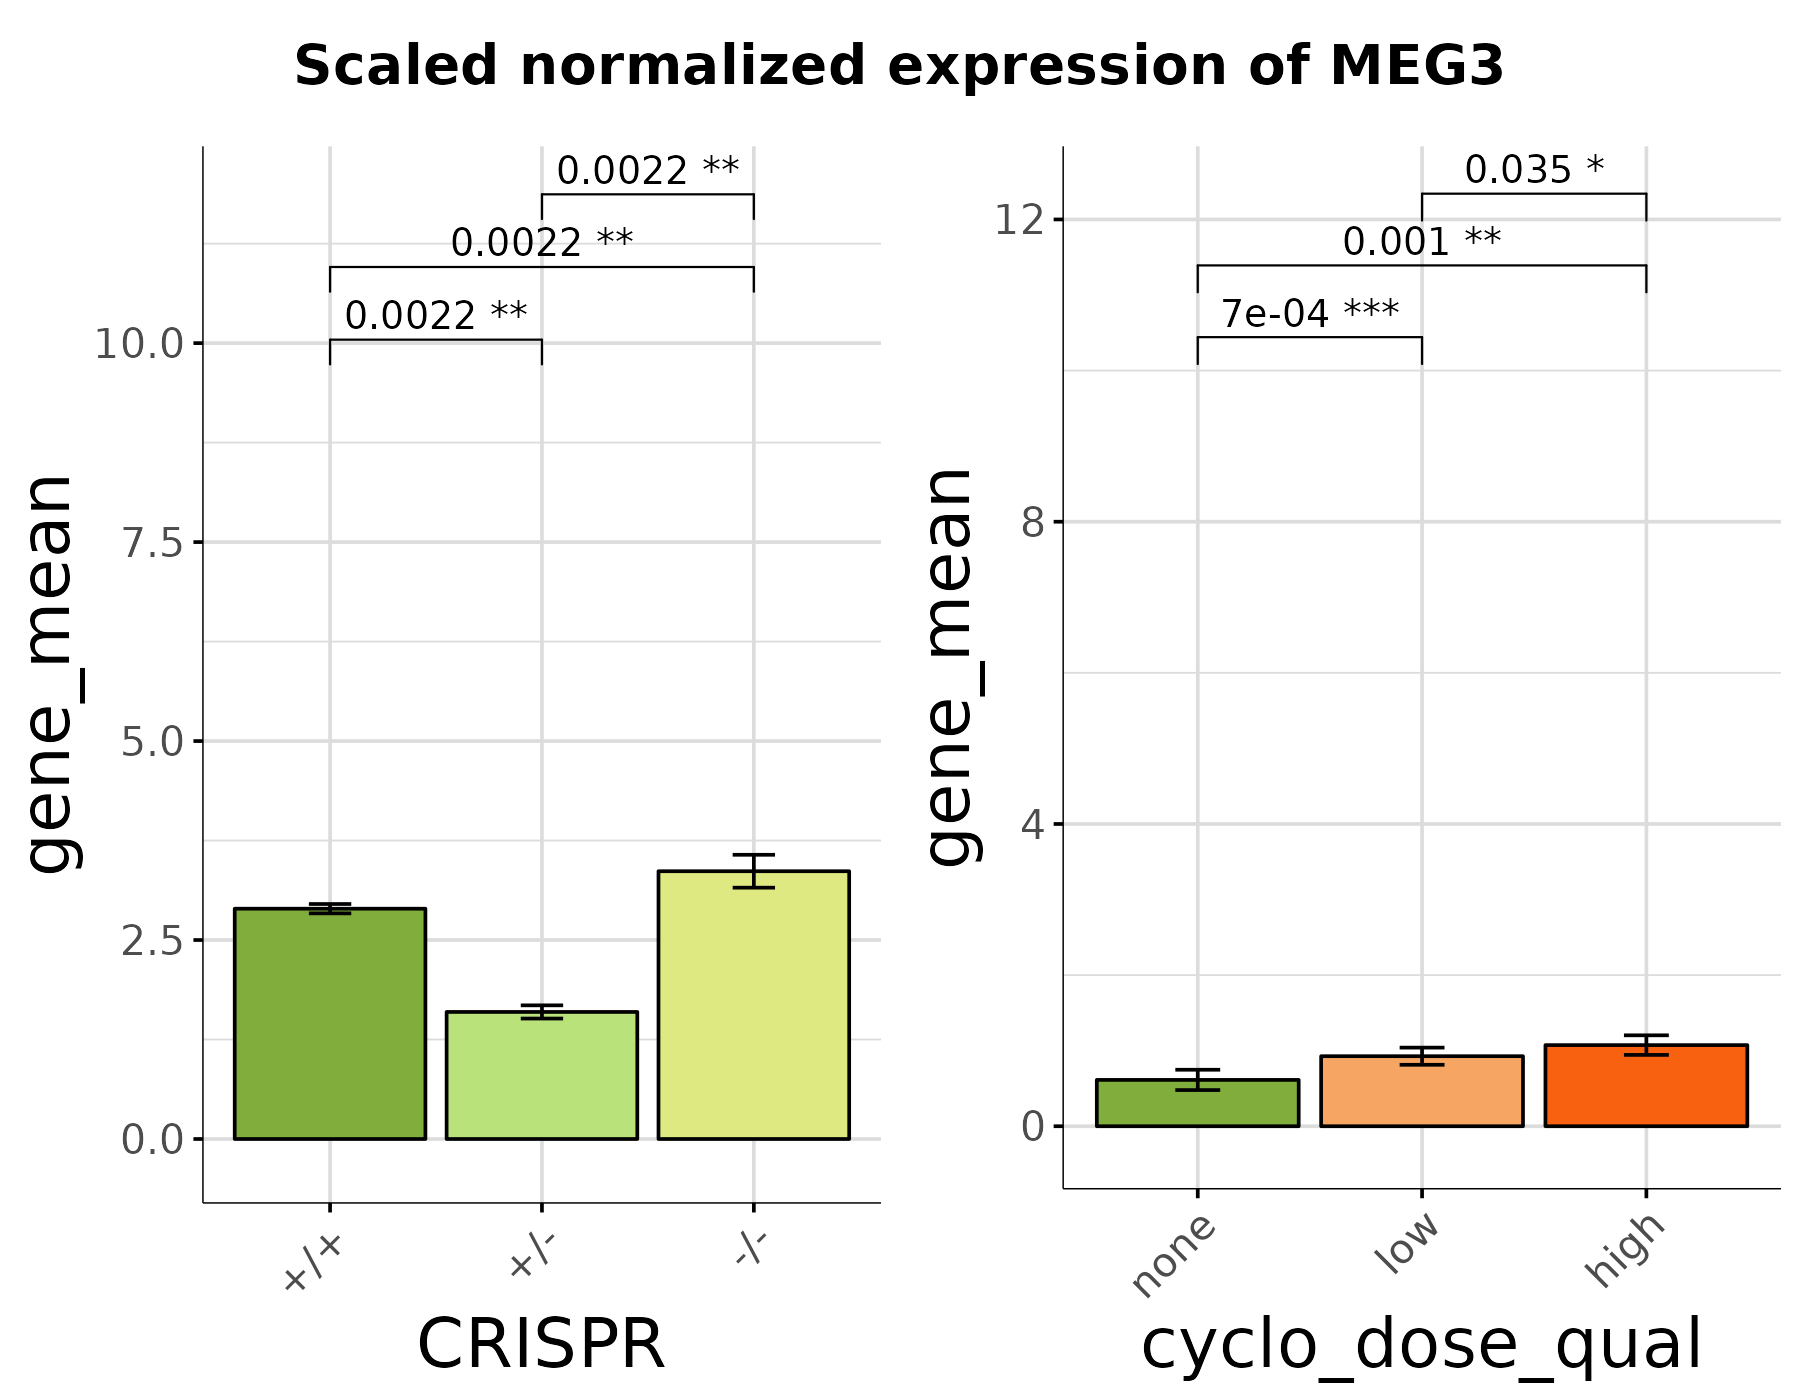 Scaled normalized expression of MEG3
0.0022 **
0.0022 **
0.0022 **
10.0
7.5
5.0
2.5
0.0
gene_mean
+/+
+/-
-/-
CRISPR
0.035 *
0.001 **
7e-04 ***
12
8
4
0
gene_mean
none
low
high
cyclo_dose_qual